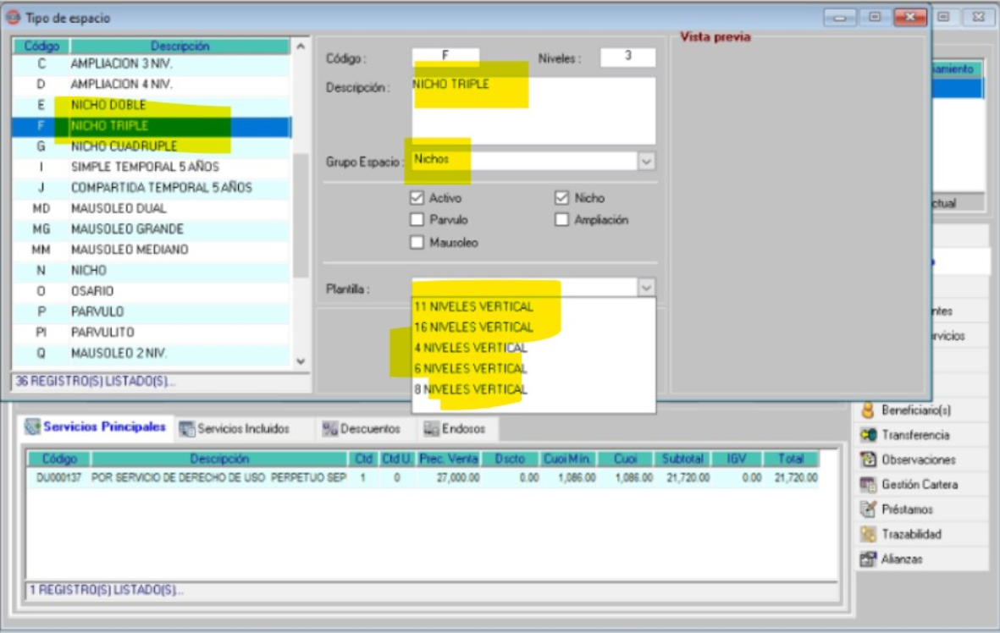 Tipo de espacio
Código Descripción
C AMPLIACION 3 NIV.
D AMPLIACION 4 NIV.
E NICHO DOBLE
F NICHO TRIPLE
G NICHO CUADRUPLE
I SIMPLE TEMPORAL 5 AÑOS
J COMPARTIDA TEMPORAL 5 AÑOS
MD MAUSOLEO DUAL
MG MAUSOLEO GRANDE
MM MAUSOLEO MEDIANO
N NICHO
O OSARIO
P PARVULO
PI PARVULITO
Q MAUSOLEO 2 NIV.
36 REGISTRO(S) LISTADO(S)...
Código : F Niveles : 3
Descripción : NICHO TRIPLE
Grupo Espacio : Nichos
Activo Nicho
Parvulo Ampliación
Mausoleo
Plantilla :
11 NIVELES VERTICAL
16 NIVELES VERTICAL
4 NIVELES VERTICAL
6 NIVELES VERTICAL
8 NIVELES VERTICAL
Vista previa
amiento
ctual
ntes
rvicios
Beneficiario(s)
Transferencia
Observaciones
Gestión Cartera
Préstamos
Trazabilidad
Alianzas
Servicios Principales Servicios Incluidos Descuentos Endosos
Código Descripción Ctd Ctd U. Prec. Venta Dscto Cuoi Min. Cuoi Subtotal IGV Total
DU000137 POR SERVICIO DE DERECHO DE USO PERPETUO SEP 1 0 27,000.00 0.00 1,086.00 1,086.00 21,720.00 0.00 21,720.00
1 REGISTRO(S) LISTADO(S)...